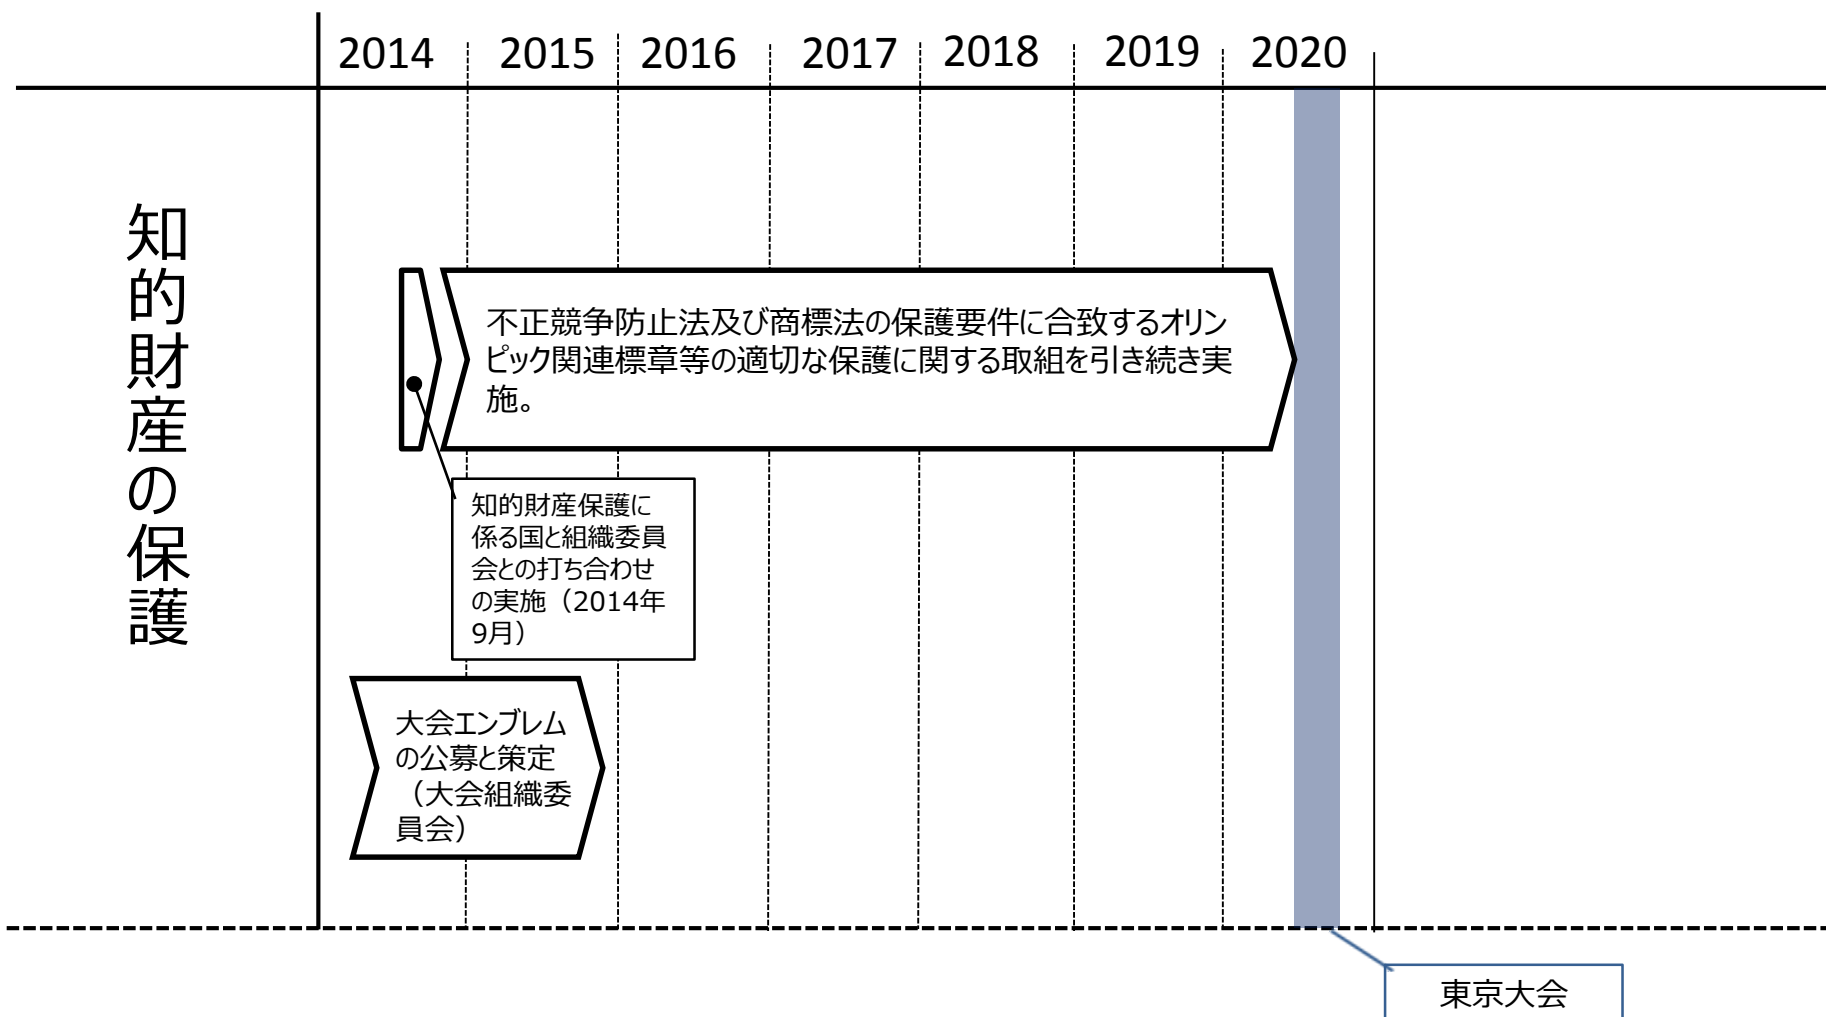 2014 2015 2016 2017 2018 2019 2020
知的財産の保護
不正競争防止法及び商標法の保護要件に合致するオリン
ピック関連標章等の適切な保護に関する取組を引き続き実
施。
知的財産保護に
係る国と組織委員
会との打ち合わせ
の実施（2014年
9月）
大会エンブレム
の公募と策定
（大会組織委
員会）
東京大会